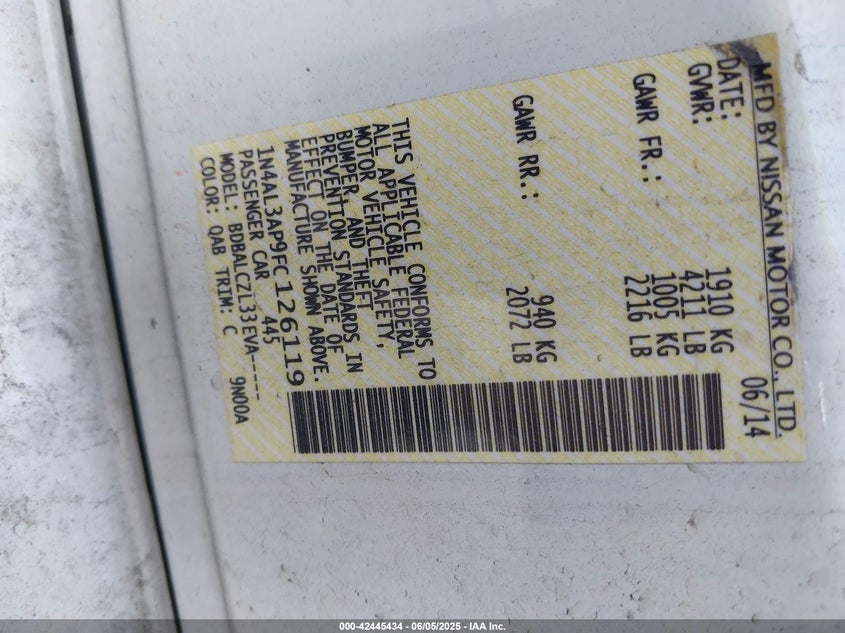 MFD BY NISSAN MOTOR CO., LTD.
DATE: 06/14
GVWR: 1910 KG
4211 LB
GAWR FR.: 1005 KG
2216 LB
GAWR RR.: 940 KG
2072 LB
THIS VEHICLE CONFORMS TO
ALL APPLICABLE FEDERAL
MOTOR VEHICLE SAFETY,
BUMPER AND THEFT
PREVENTION STANDARDS IN
EFFECT ON THE DATE OF
MANUFACTURE SHOWN ABOVE.
1N4AL3AP9FC126119
PASSENGER CAR 445
MODEL: BDBALCZL33EVA-----
COLOR: QAB TRIM: C 9N00A
000-42445434 - 06/05/2025 - IAA Inc.